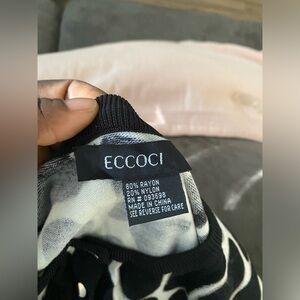 ECCOCI
80% RAYON
20% NYLON
RN # 093698
MADE IN CHINA
SEE REVERSE FOR CARE